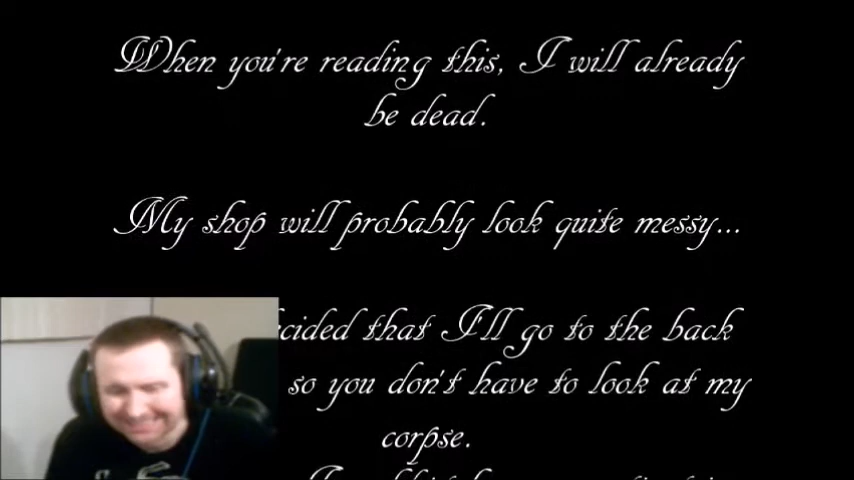 When you're reading this, I will already
be dead.
My shop will probably look quite messy...
that I'll go to the back
so you don't have to look at my
corpse.